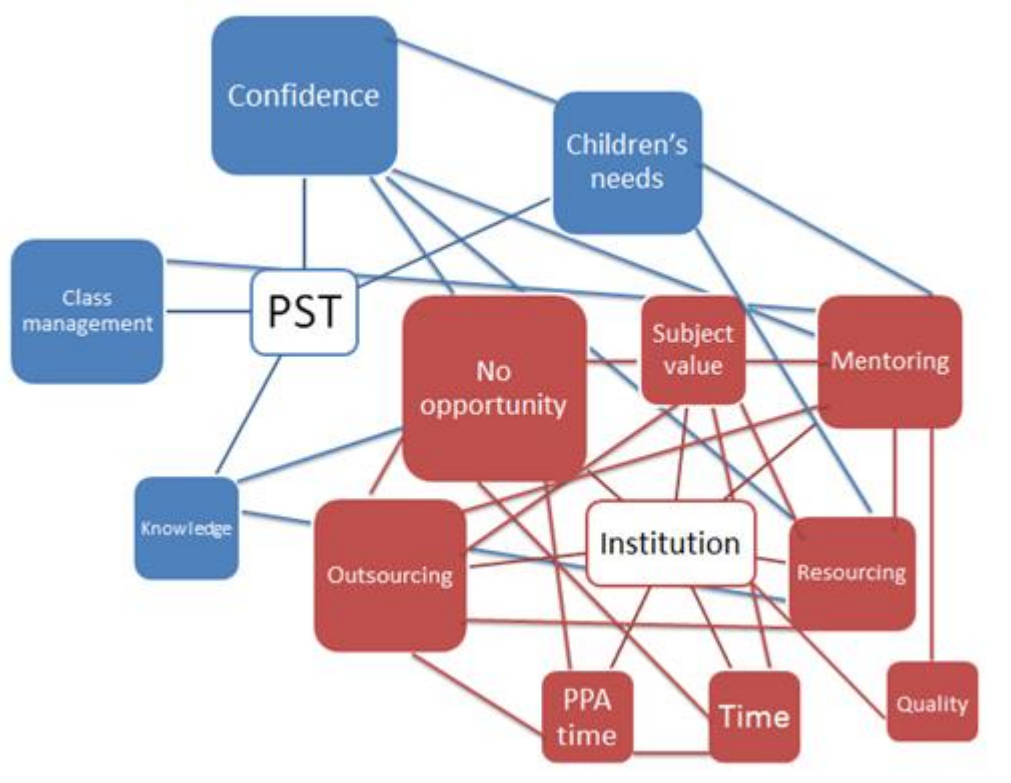 Confidence
Children's
needs
Class
management
PST
No
opportunity
Subject
value
Mentoring
Knowledge
Outsourcing
Institution
Resourcing
PPA
time
Time
Quality